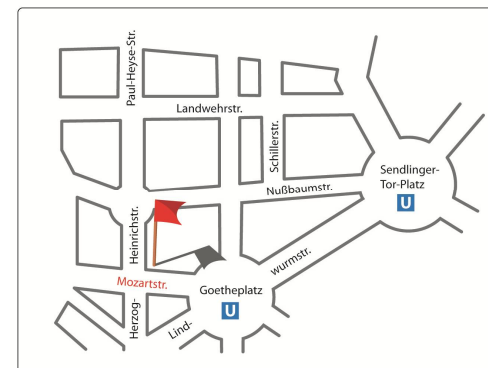 Paul-Heyse-Str.
Landwehrstr.
Schillerstr.
Sendlinger-
Tor-Platz
U
Nußbaumstr.
Heinrichstr.
wurmstr.
Mozartstr.
Goetheplatz
U
Herzog-
Lind-